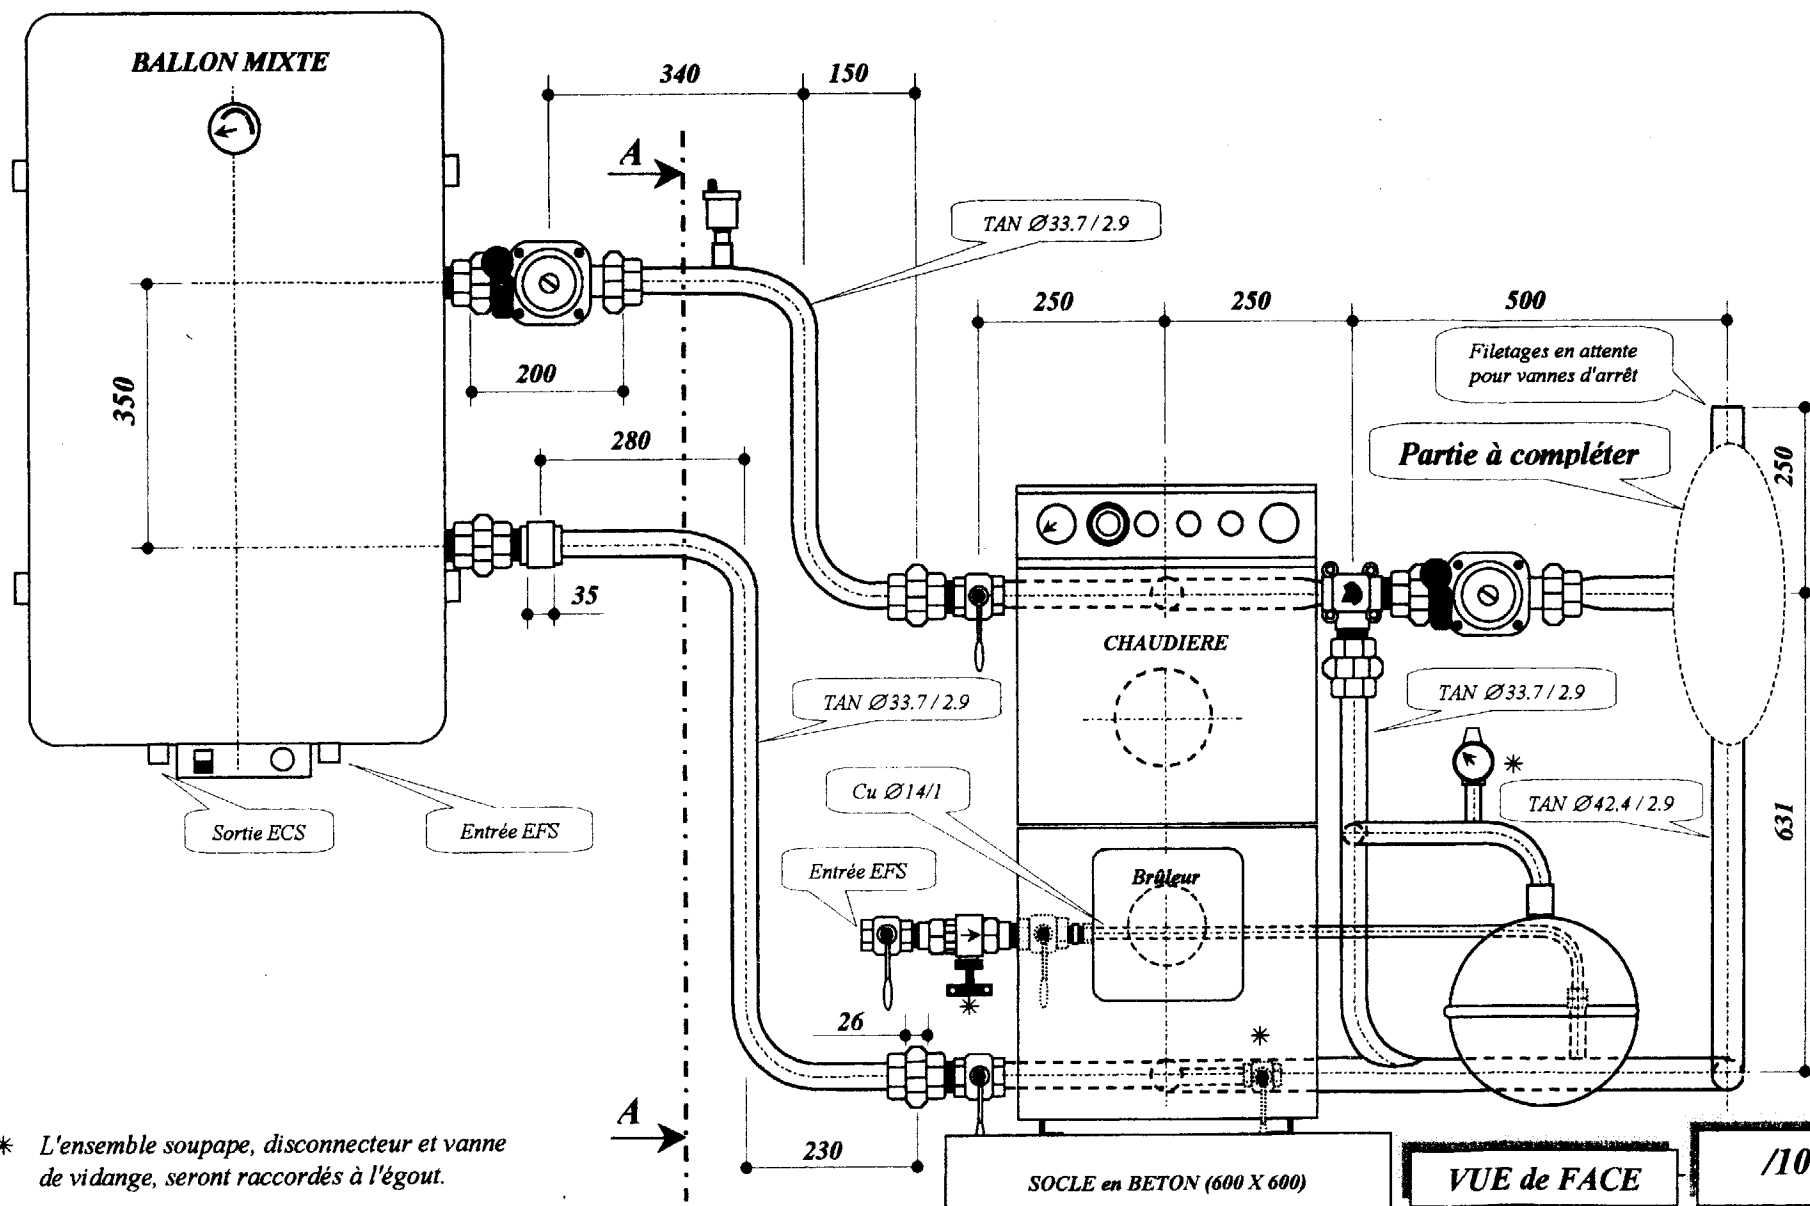 BALLON MIXTE
340
150
A
TAN Ø33.7 / 2.9
250
250
500
Filetages en attente
pour vannes d'arrêt
200
350
280
Partie à compléter
250
35
CHAUDIERE
TAN Ø33.7 / 2.9
TAN Ø33.7 / 2.9
*
Cu Ø14/1
TAN Ø42.4 / 2.9
631
Sortie ECS
Entrée EFS
Entrée EFS
Brûleur
*
26
*
A
230
* L'ensemble soupape, disconnecteur et vanne
de vidange, seront raccordés à l'égout.
SOCLE en BETON (600 X 600)
VUE de FACE
/10